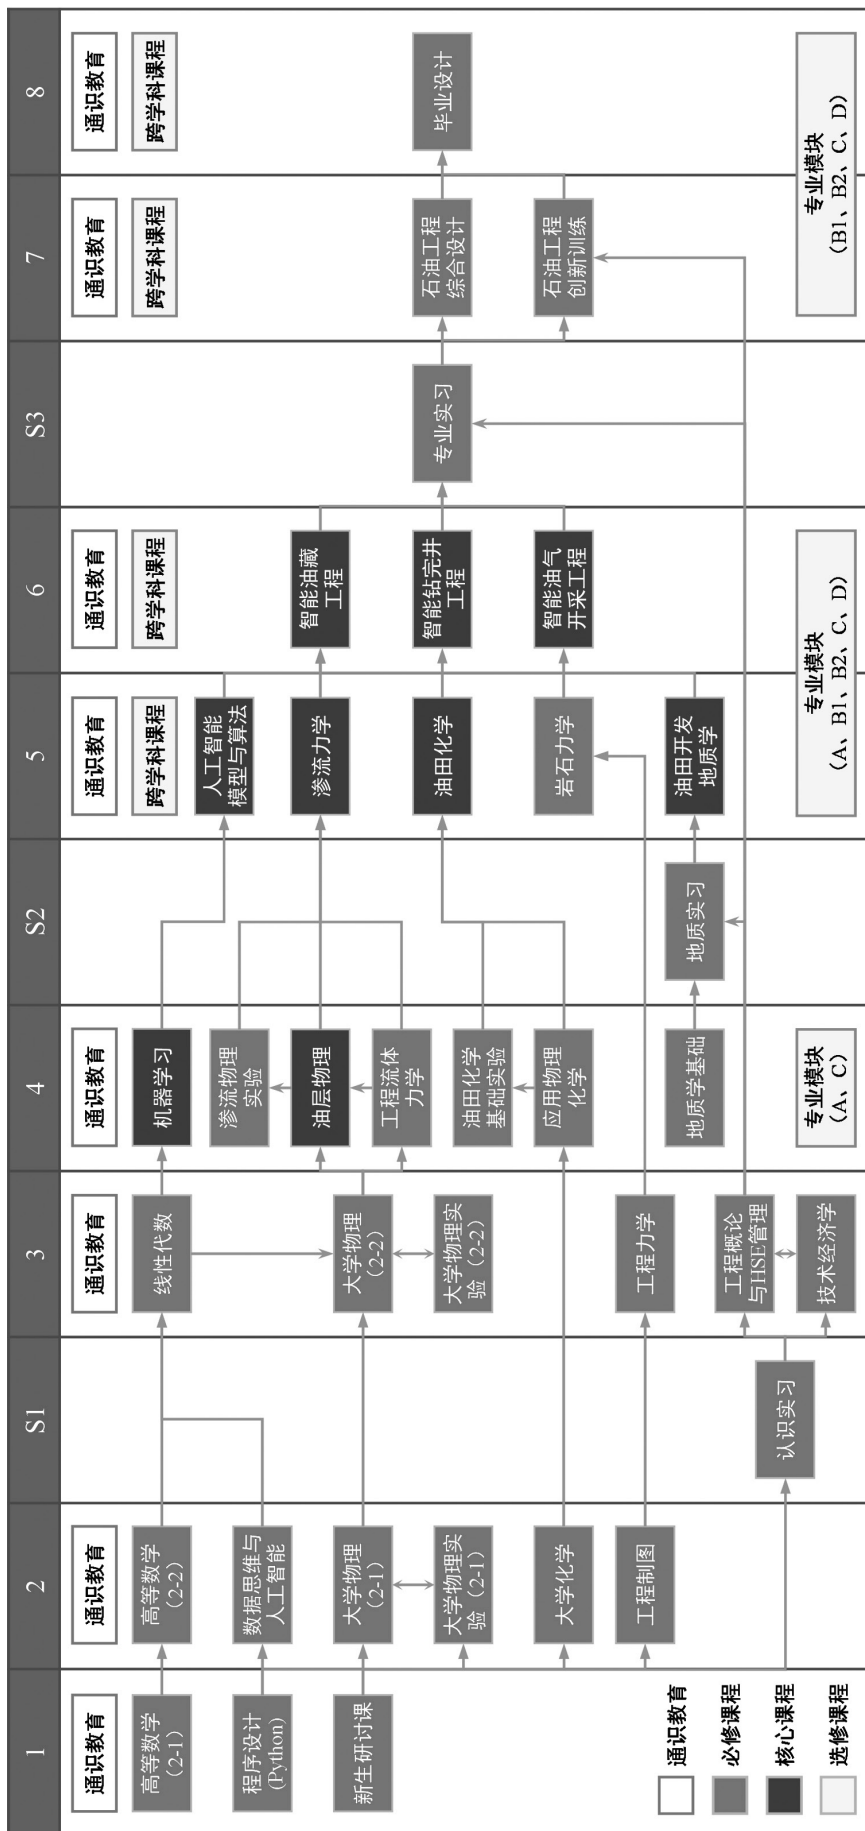 1
通识教育
高等数学
（2-1）
程序设计
(Python)
新生研讨课
通识教育
必修课程
核心课程
选修课程
2
通识教育
高等数学
（2-2）
数据思维与
人工智能
大学物理
（2-1）
大学物理实
验（2-1）
大学化学
工程制图
S1
认识实习
3
通识教育
线性代数
大学物理
（2-2）
大学物理实
验（2-2）
工程力学
工程概论
与HSE管理
技术经济学
4
通识教育
机器学习
渗流物理
实验
油层物理
工程流体
力学
油田化学
基础实验
应用物理
化学
地质学基础
专业模块
（A、C）
S2
地质实习
5
通识教育
跨学科课程
人工智能
模型与算法
渗流力学
油田化学
岩石力学
油田开发
地质学
6
通识教育
跨学科课程
智能油藏
工程
智能钻完井
工程
智能油气
开采工程
专业模块
（A、B1、B2、C、D）
S3
专业实习
7
通识教育
跨学科课程
石油工程
综合设计
石油工程
创新训练
8
通识教育
跨学科课程
毕业设计
专业模块
（B1、B2、C、D）